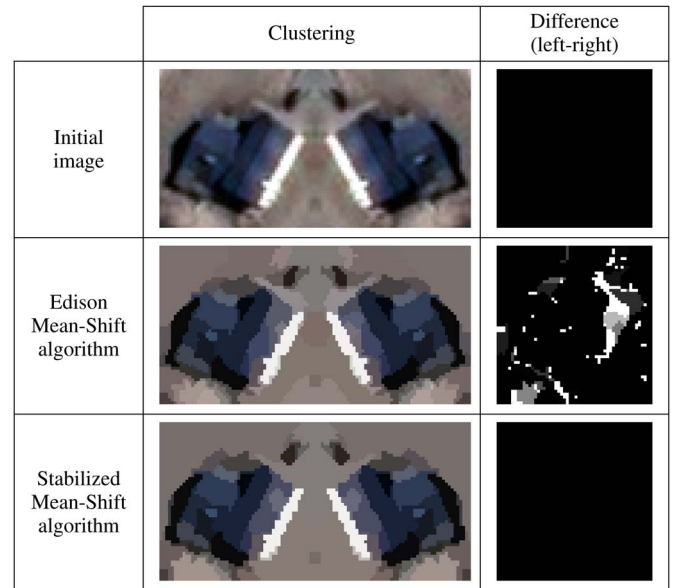 Clustering
Difference
(left-right)
Initial
image
Edison
Mean-Shift
algorithm
Stabilized
Mean-Shift
algorithm